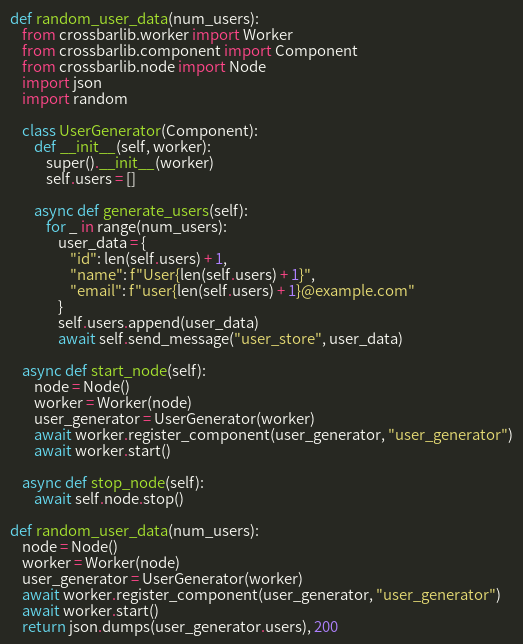 def random_user_data(num_users):
    from crossbarlib.worker import Worker
    from crossbarlib.component import Component
    from crossbarlib.node import Node
    import json
    import random

    class UserGenerator(Component):
        def __init__(self, worker):
            super().__init__(worker)
            self.users = []

        async def generate_users(self):
            for _ in range(num_users):
                user_data = {
                    "id": len(self.users) + 1,
                    "name": f"User{len(self.users) + 1}",
                    "email": f"user{len(self.users) + 1}@example.com"
                }
                self.users.append(user_data)
                await self.send_message("user_store", user_data)

    async def start_node(self):
        node = Node()
        worker = Worker(node)
        user_generator = UserGenerator(worker)
        await worker.register_component(user_generator, "user_generator")
        await worker.start()

    async def stop_node(self):
        await self.node.stop()

def random_user_data(num_users):
    node = Node()
    worker = Worker(node)
    user_generator = UserGenerator(worker)
    await worker.register_component(user_generator, "user_generator")
    await worker.start()
    return json.dumps(user_generator.users), 200